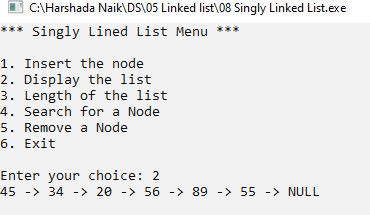 C:\Harshada Naik\DS\05 Linked list\08 Singly Linked List.exe
*** Singly Lined List Menu ***
1. Insert the node
2. Display the list
3. Length of the list
4. Search for a Node
5. Remove a Node
6. Exit
Enter your choice: 2
45 -> 34 -> 20 -> 56 -> 89 -> 55 -> NULL